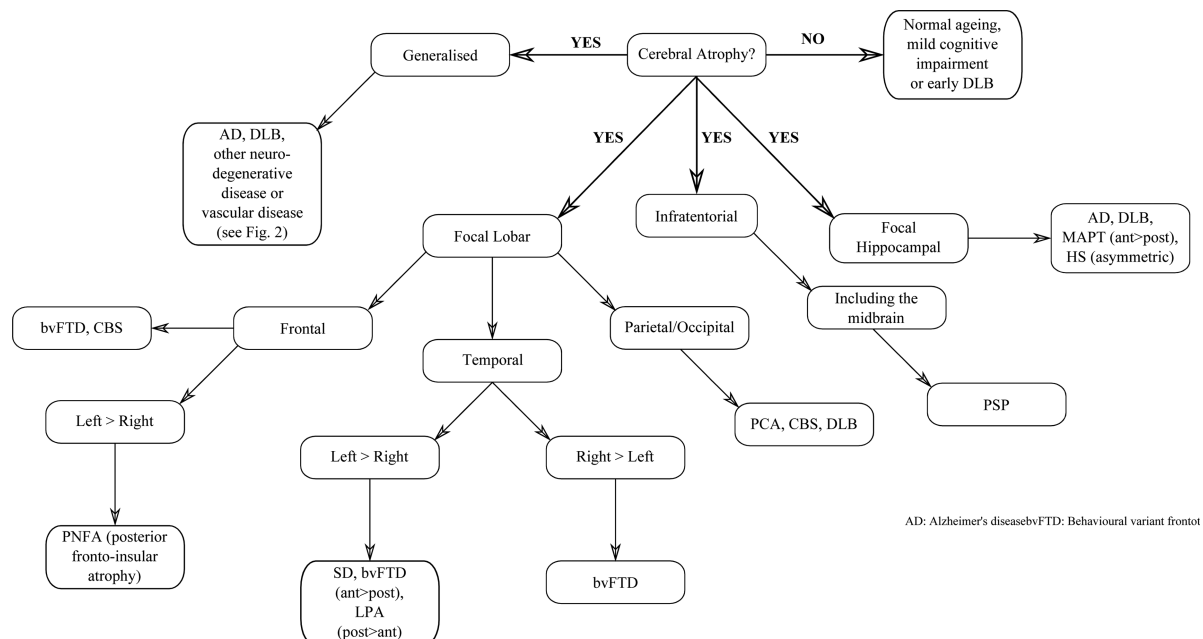 Generalised
YES
Cerebral Atrophy?
NO
Normal ageing,
mild cognitive
impairment
or early DLB
AD, DLB,
other neuro-
degenerative
disease or
vascular disease
(see Fig. 2)
YES
YES
YES
Focal Lobar
Infratentorial
Focal
Hippocampal
AD, DLB,
MAPT (ant>post),
HS (asymmetric)
bvFTD, CBS
Frontal
Temporal
Parietal/Occipital
Including the
midbrain
Left > Right
Left > Right
Right > Left
PCA, CBS, DLB
PSP
PNFA (posterior
fronto-insular
atrophy)
SD, bvFTD
(ant>post),
LPA
(post>ant)
bvFTD
AD: Alzheimer's diseasebvFTD: Behavioural variant frontot